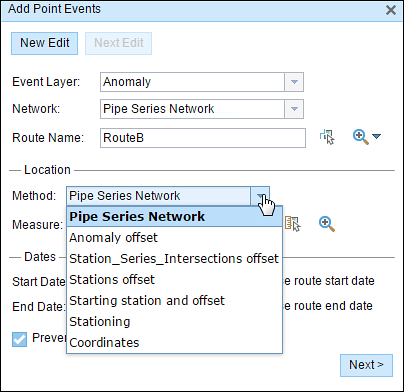 Add Point Events
New Edit Next Edit
Event Layer: Anomaly
Network: Pipe Series Network
Route Name: RouteB
Location
Method: Pipe Series Network
Pipe Series Network
Measure:
Anomaly offset
Station_Series_Intersections offset
Dates
Stations offset
Start Date route start date
Starting station and offset
End Date: route end date
Stationing
Coordinates
Next >